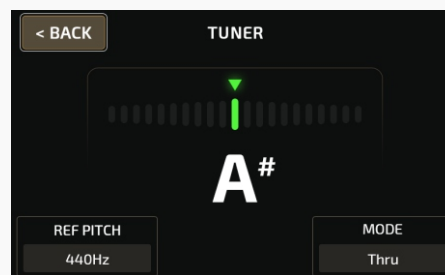 < BACK
TUNER
A#
REF PITCH
MODE
440Hz
Thru